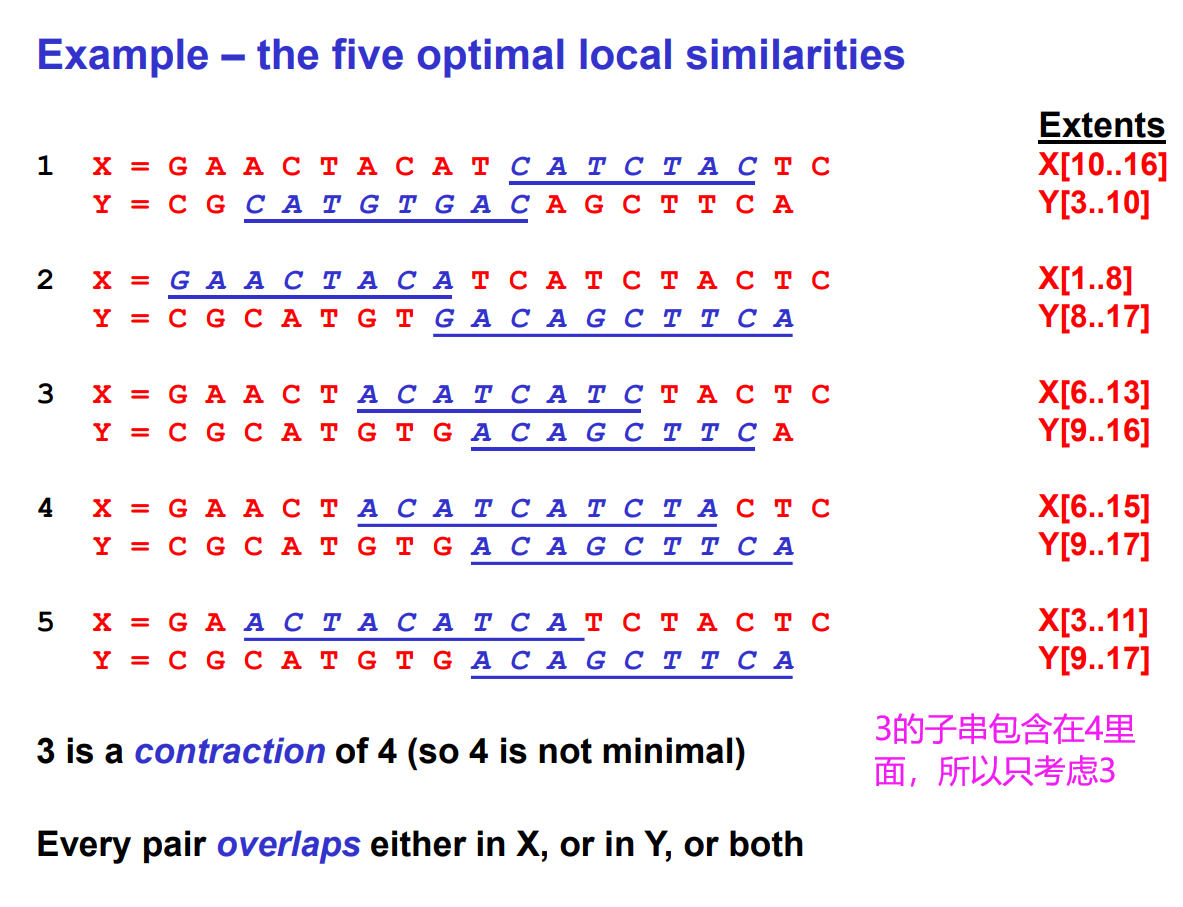 Example – the five optimal local similarities
Extents
1 X = G A A C T A C A T C A T C T A C T C X[10..16]
Y = C G C A T G T G A C A G C T T C A Y[3..10]
2 X = G A A C T A C A T C A T C T A C T C X[1..8]
Y = C G C A T G T G A C A G C T T C A Y[8..17]
3 X = G A A C T A C A T C A T C T A C T C X[6..13]
Y = C G C A T G T G A C A G C T T C A Y[9..16]
4 X = G A A C T A C A T C A T C T A C T C X[6..15]
Y = C G C A T G T G A C A G C T T C A Y[9..17]
5 X = G A A C T A C A T C A T C T A C T C X[3..11]
Y = C G C A T G T G A C A G C T T C A Y[9..17]
3 is a contraction of 4 (so 4 is not minimal)
3的子串包含在4里
面，所以只考虑3
Every pair overlaps either in X, or in Y, or both